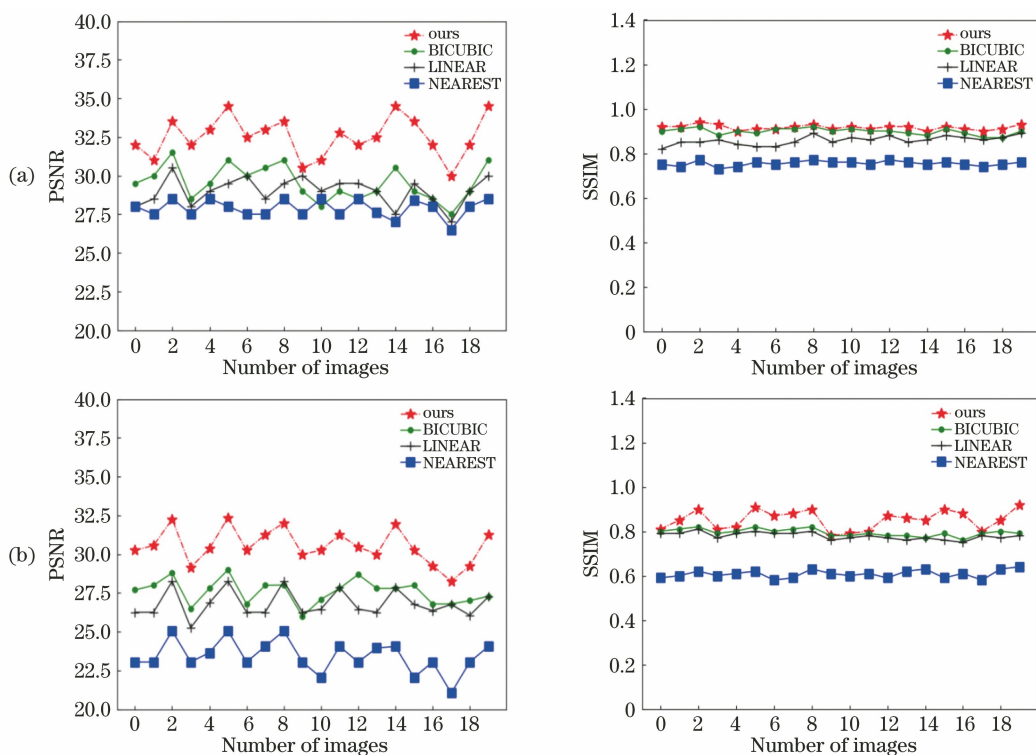 (a)
PSNR
40.0
37.5
35.0
32.5
30.0
27.5
25.0
22.5
20.0
ours
BICUBIC
LINEAR
NEAREST
0 2 4 6 8 10 12 14 16 18
Number of images
SSIM
1.4
1.2
1.0
0.8
0.6
0.4
0.2
0
ours
BICUBIC
LINEAR
NEAREST
0 2 4 6 8 10 12 14 16 18
Number of images
(b)
PSNR
40.0
37.5
35.0
32.5
30.0
27.5
25.0
22.5
20.0
ours
BICUBIC
LINEAR
NEAREST
0 2 4 6 8 10 12 14 16 18
Number of images
SSIM
1.4
1.2
1.0
0.8
0.6
0.4
0.2
0
ours
BICUBIC
LINEAR
NEAREST
0 2 4 6 8 10 12 14 16 18
Number of images